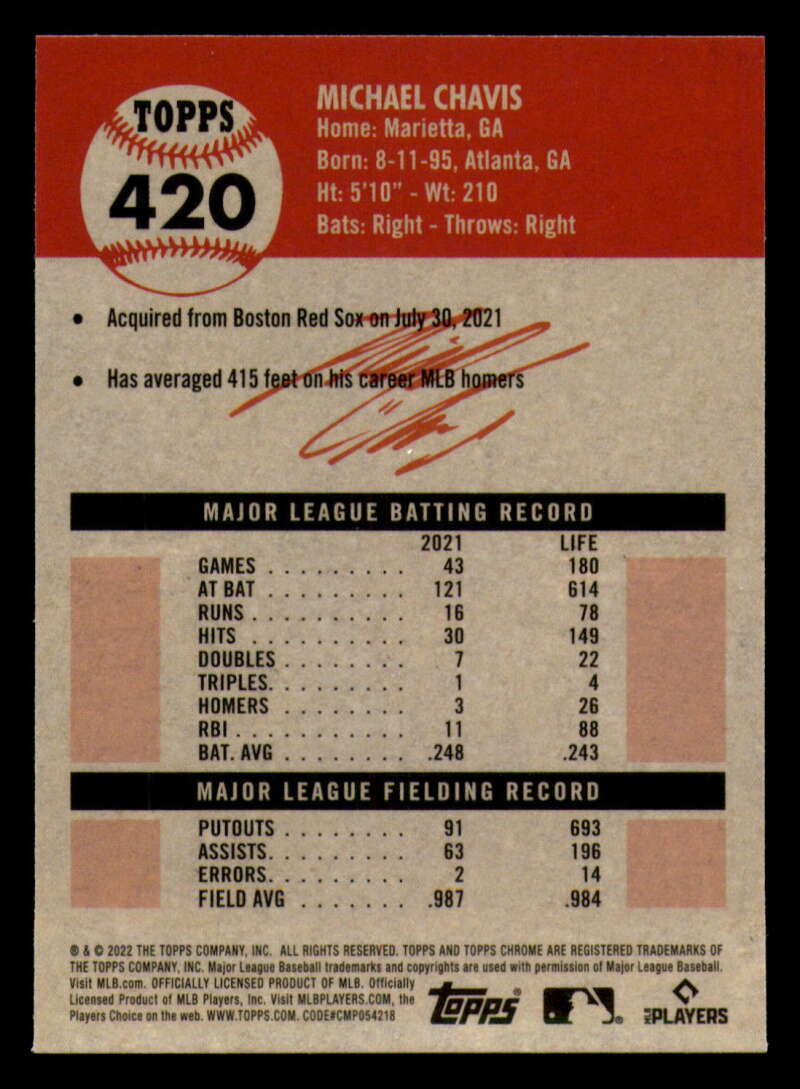 TOPPS
420
MICHAEL CHAVIS
Home: Marietta, GA
Born: 8-11-95, Atlanta, GA
Ht: 5'10" - Wt: 210
Bats: Right - Throws: Right
• Acquired from Boston Red Sox on July 30, 2021
• Has averaged 415 feet on his career MLB homers
MAJOR LEAGUE BATTING RECORD
2021 LIFE
GAMES . . . . . . . . . 43 180
AT BAT . . . . . . . . . 121 614
RUNS . . . . . . . . . . 16 78
HITS . . . . . . . . . . 30 149
DOUBLES . . . . . . . . 7 22
TRIPLES. . . . . . . . . 1 4
HOMERS . . . . . . . . 3 26
RBI . . . . . . . . . . . 11 88
BAT. AVG . . . . . . . . .248 .243
MAJOR LEAGUE FIELDING RECORD
PUTOUTS . . . . . . . . 91 693
ASSISTS. . . . . . . . . 63 196
ERRORS. . . . . . . . . 2 14
FIELD AVG . . . . . . . .987 .984
® & © 2022 THE TOPPS COMPANY, INC. ALL RIGHTS RESERVED. TOPPS AND TOPPS CHROME ARE REGISTERED TRADEMARKS OF
THE TOPPS COMPANY, INC. Major League Baseball trademarks and copyrights are used with permission of Major League Baseball.
Visit MLB.com. OFFICIALLY LICENSED PRODUCT OF MLB. Officially
Licensed Product of MLB Players, Inc. Visit MLBPLAYERS.COM, the
Players Choice on the web. WWW.TOPPS.COM. CODE#CMP054218
Topps®
MLB PLAYERS